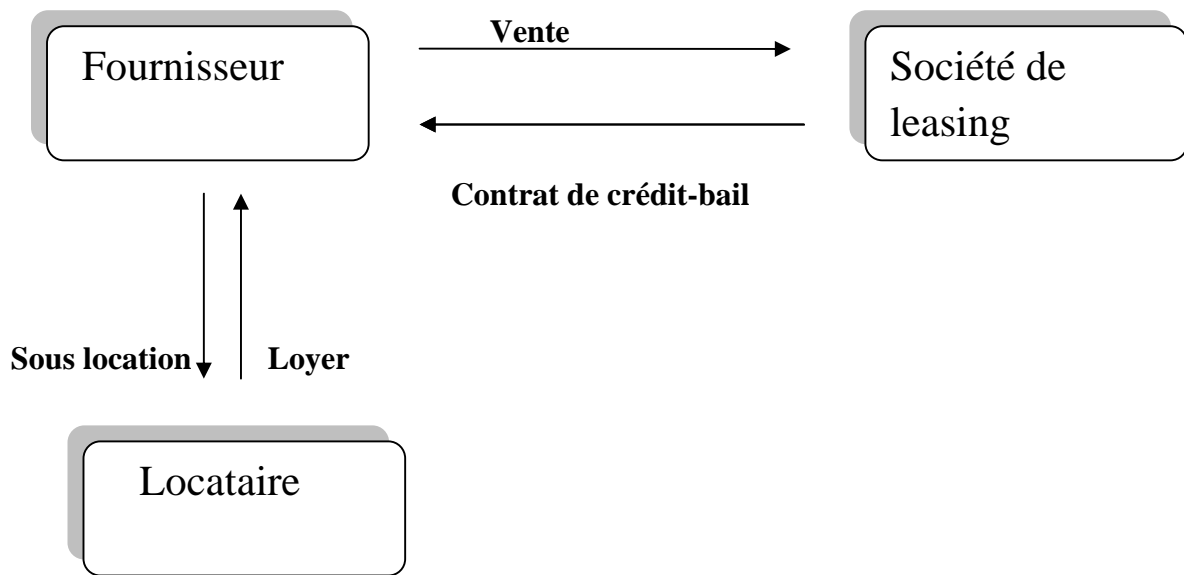 Vente
Fournisseur
Société de
leasing
Contrat de crédit-bail
Sous location
Loyer
Locataire